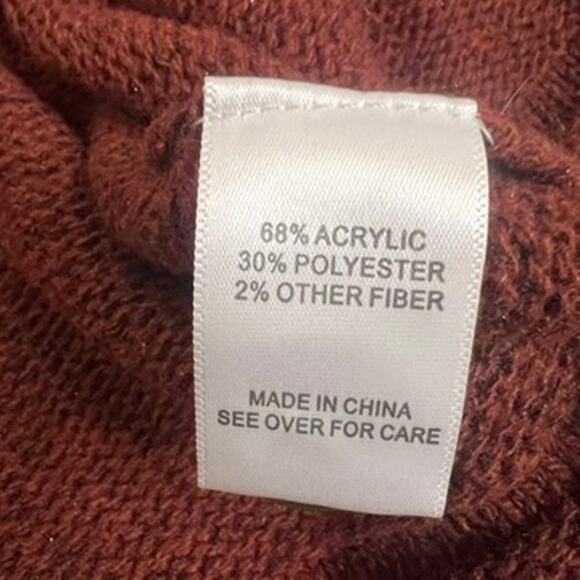 68% ACRYLIC
30% POLYESTER
2% OTHER FIBER
MADE IN CHINA
SEE OVER FOR CARE